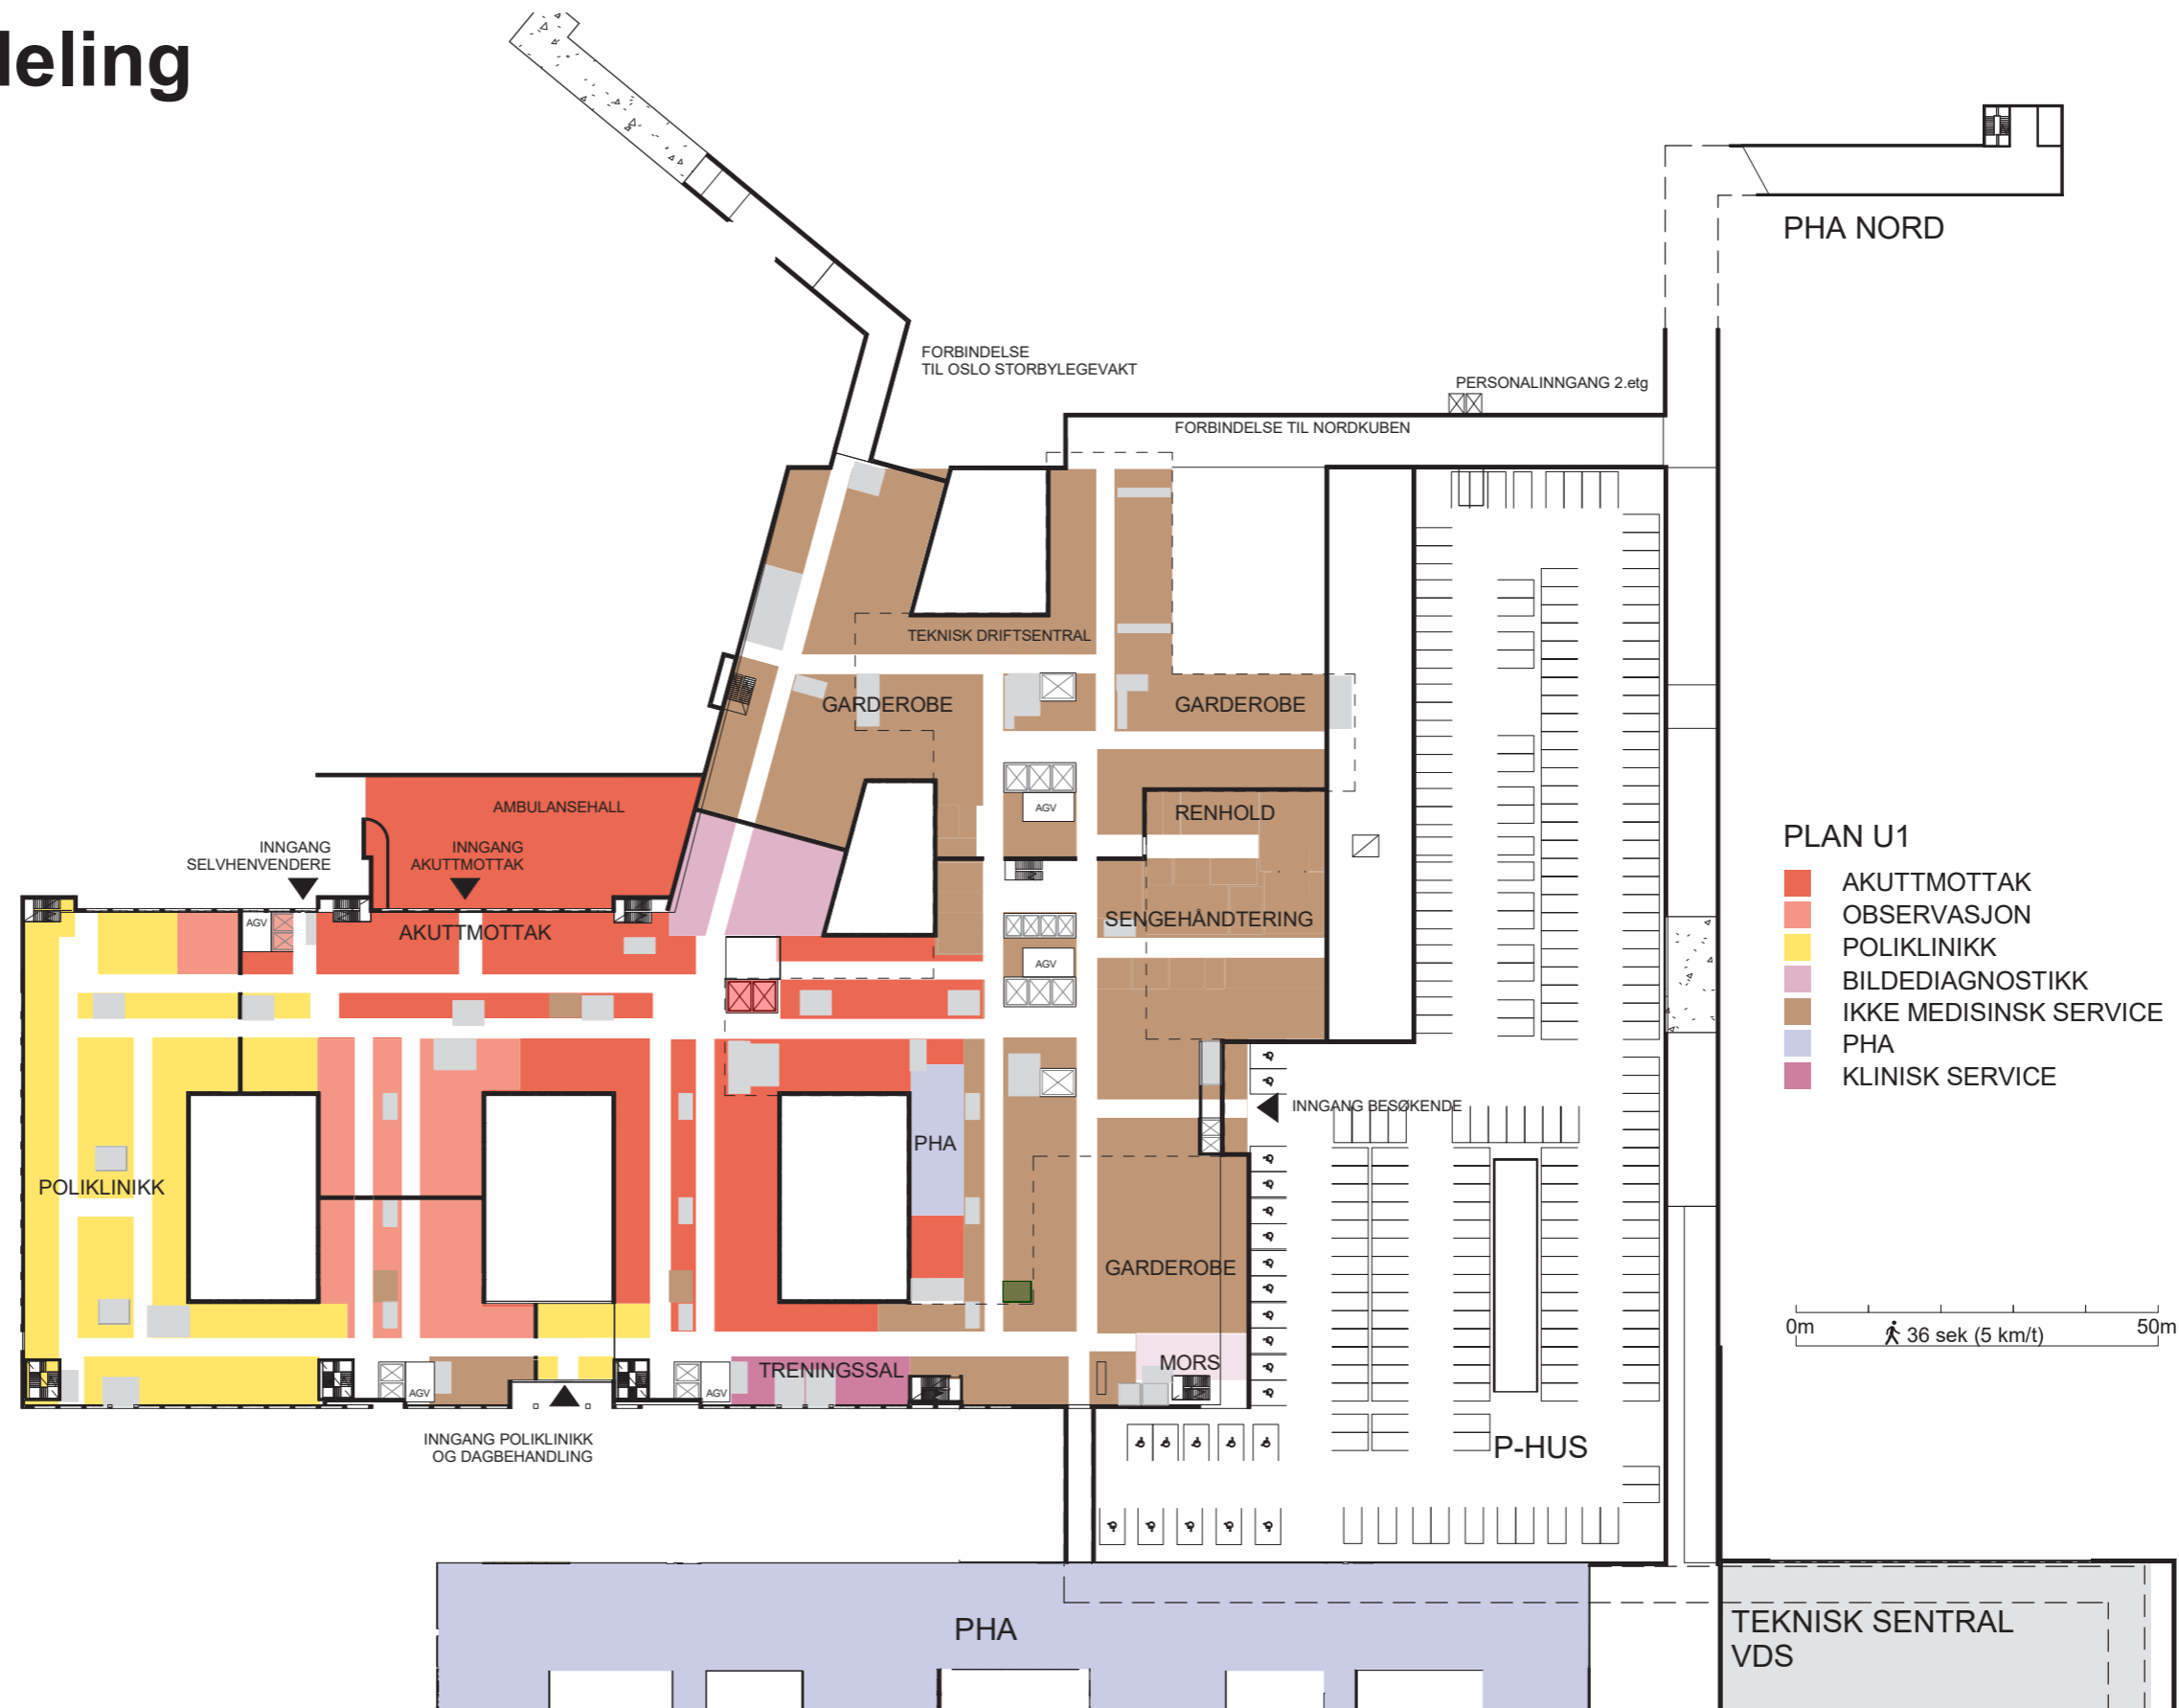 deling
PHA NORD
FORBINDELSE
TIL OSLO STORBYLEGEVAKT
PERSONALINNGANG 2.etg
FORBINDELSE TIL NORDKUBEN
TEKNISK DRIFTSENTRAL
GARDEROBE
GARDEROBE
AMBULANSEHALL
AGV
RENHOLD
INNGANG
SELVHENVENDERE
INNGANG
AKUTTMOTTAK
PLAN U1
AKUTTMOTTAK
OBSERVASJON
POLIKLINIKK
BILDEDIAGNOSTIKK
IKKE MEDISINSK SERVICE
PHA
KLINISK SERVICE
AGV
AKUTTMOTTAK
SENGEHÅNDTERING
AGV
INNGANG BESØKENDE
PHA
POLIKLINIKK
GARDEROBE
0m
36 sek (5 km/t)
50m
MORS
TRENINGSSAL
AGV
AGV
INNGANG POLIKLINIKK
OG DAGBEHANDLING
P-HUS
PHA
TEKNISK SENTRAL
VDS